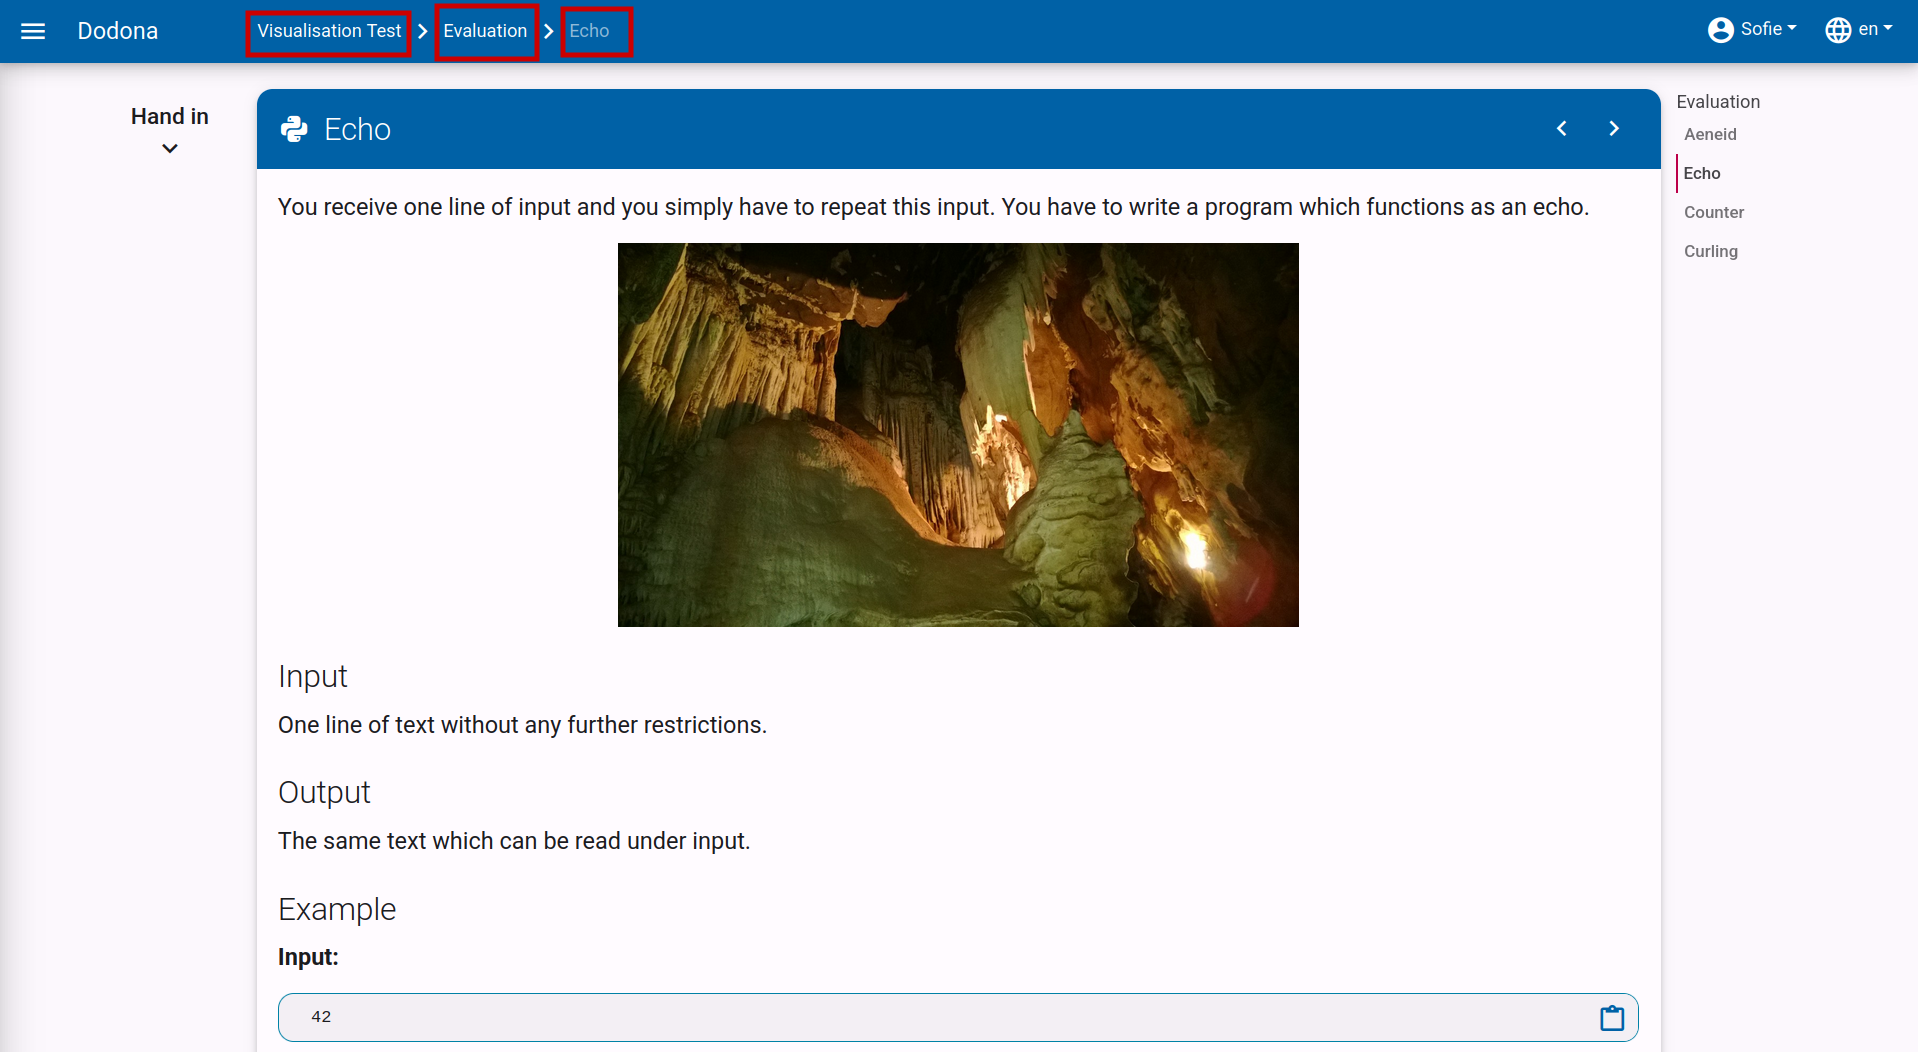 Dodona
Visualisation Test
Evaluation
Echo
Sofie
en
Hand in
Echo
You receive one line of input and you simply have to repeat this input. You have to write a program which functions as an echo.
Input
One line of text without any further restrictions.
Output
The same text which can be read under input.
Example
Input:
42
Evaluation
Aeneid
Echo
Counter
Curling